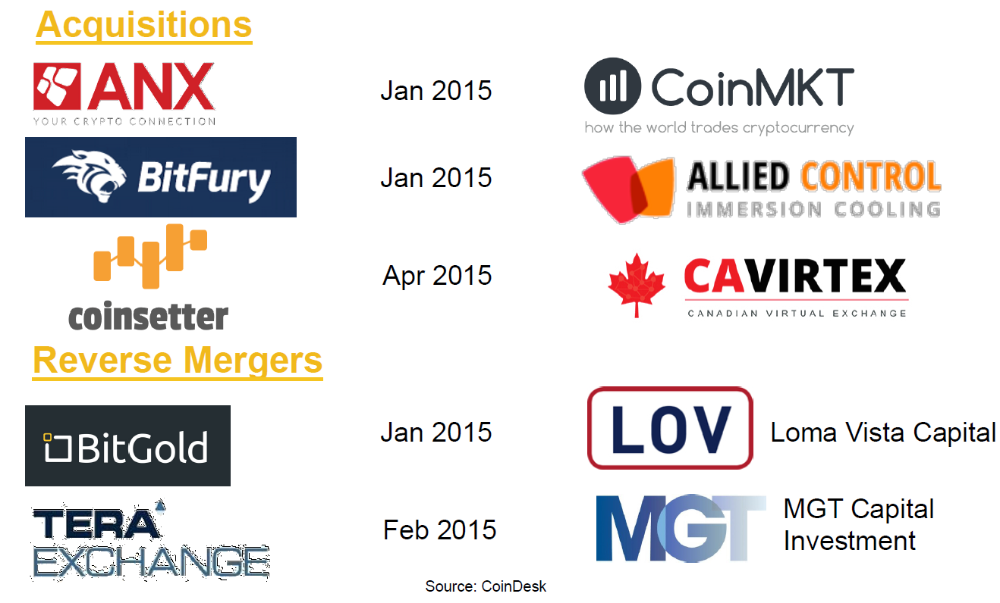 Acquisitions
ANX
YOUR CRYPTO CONNECTION
Jan 2015
CoinMKT
how the world trades cryptocurrency
BitFury
Jan 2015
ALLIED CONTROL
IMMERSION COOLING
coinsetter
Apr 2015
CAVIRTEX
CANADIAN VIRTUAL EXCHANGE
Reverse Mergers
BitGold
Jan 2015
LOV
Loma Vista Capital
TERA
EXCHANGE
Feb 2015
MGT
MGT Capital
Investment
Source: CoinDesk